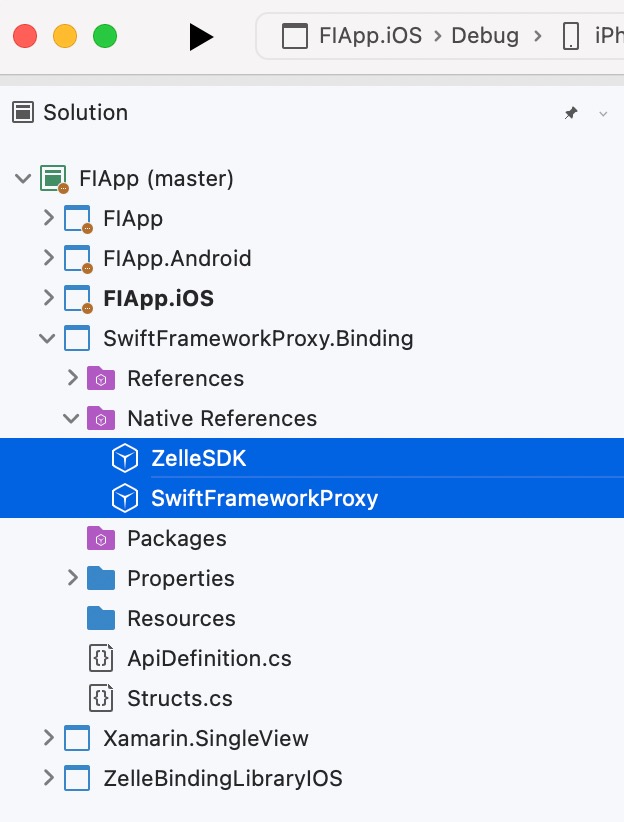 FIApp.iOS › Debug › iPh
Solution
FIApp (master)
FIApp
FIApp.Android
FIApp.iOS
SwiftFrameworkProxy.Binding
References
Native References
ZelleSDK
SwiftFrameworkProxy
Packages
Properties
Resources
ApiDefinition.cs
Structs.cs
Xamarin.SingleView
ZelleBindingLibraryIOS